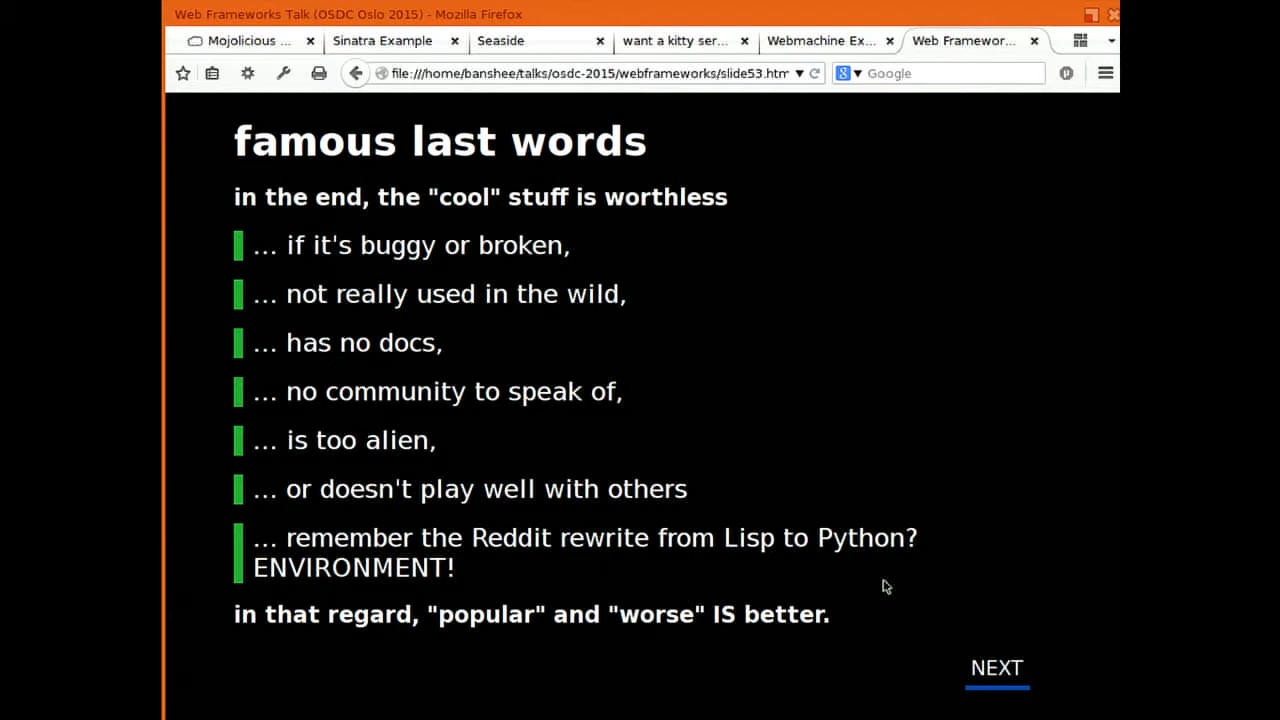 Web Frameworks Talk (OSDC Oslo 2015) - Mozilla Firefox
Mojolicious ... Sinatra Example Seaside want a kitty ser... Webmachine Ex... Web Framewor...
file:///home/banshee/talks/osdc-2015/webframeworks/slide53.htm Google
famous last words
in the end, the "cool" stuff is worthless
... if it's buggy or broken,
... not really used in the wild,
... has no docs,
... no community to speak of,
... is too alien,
... or doesn't play well with others
... remember the Reddit rewrite from Lisp to Python?
ENVIRONMENT!
in that regard, "popular" and "worse" IS better.
NEXT